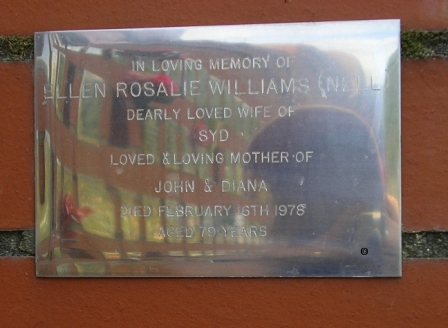 IN LOVING MEMORY OF
ELLEN ROSALIE WILLIAMS (NELL
DEARLY LOVED WIFE OF
SYD
LOVED & LOVING MOTHER OF
JOHN & DIANA
DIED FEBRUARY 16TH 1978
AGED 79 YEARS
©